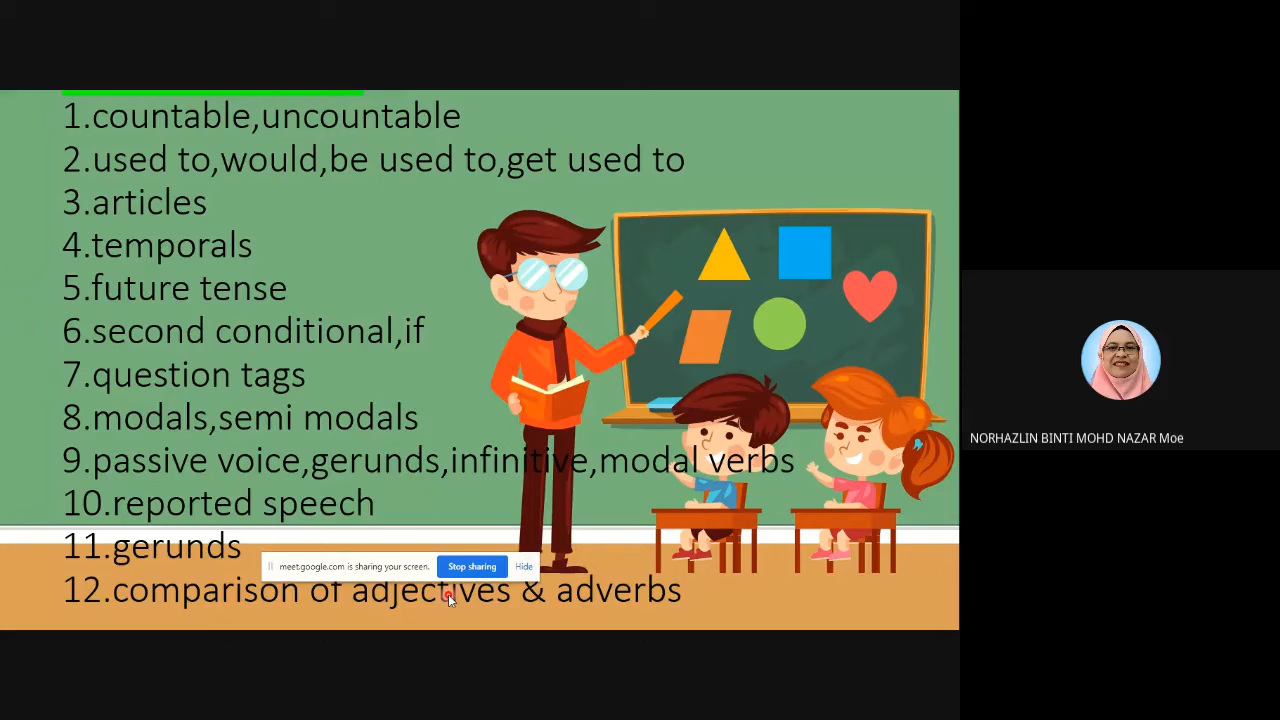 1.countable,uncountable
2.used to,would,be used to,get used to
3.articles
4.temporals
5.future tense
6.second conditional,if
7.question tags
8.modals,semi modals
9.passive voice,gerunds,infinitive,modal verbs
10.reported speech
11.gerunds
12.comparison of adjectives & adverbs
meet.google.com is sharing your screen. Stop sharing Hide
NORHAZLIN BINTI MOHD NAZAR Moe